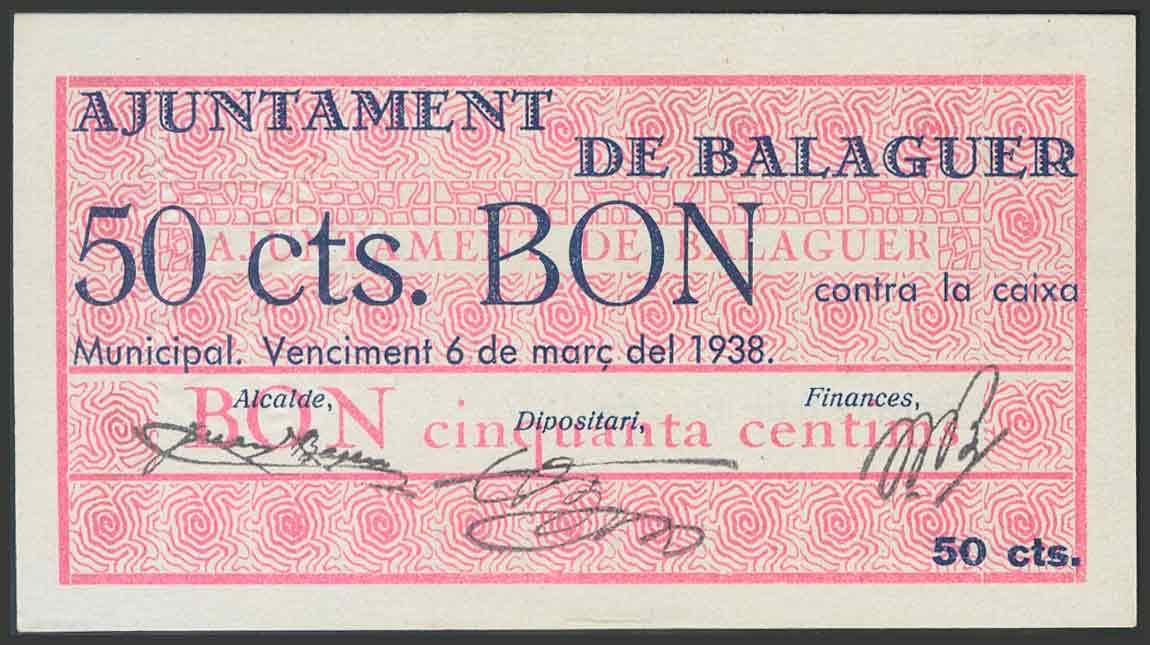 AJUNTAMENT
DE BALAGUER
50 cts. BON
AJUNTAMENT DE BALAGUER
contra la caixa
Municipal. Venciment 6 de març del 1938.
Alcalde,
Dipositari,
Finances,
BON cinquanta centims
50 cts.